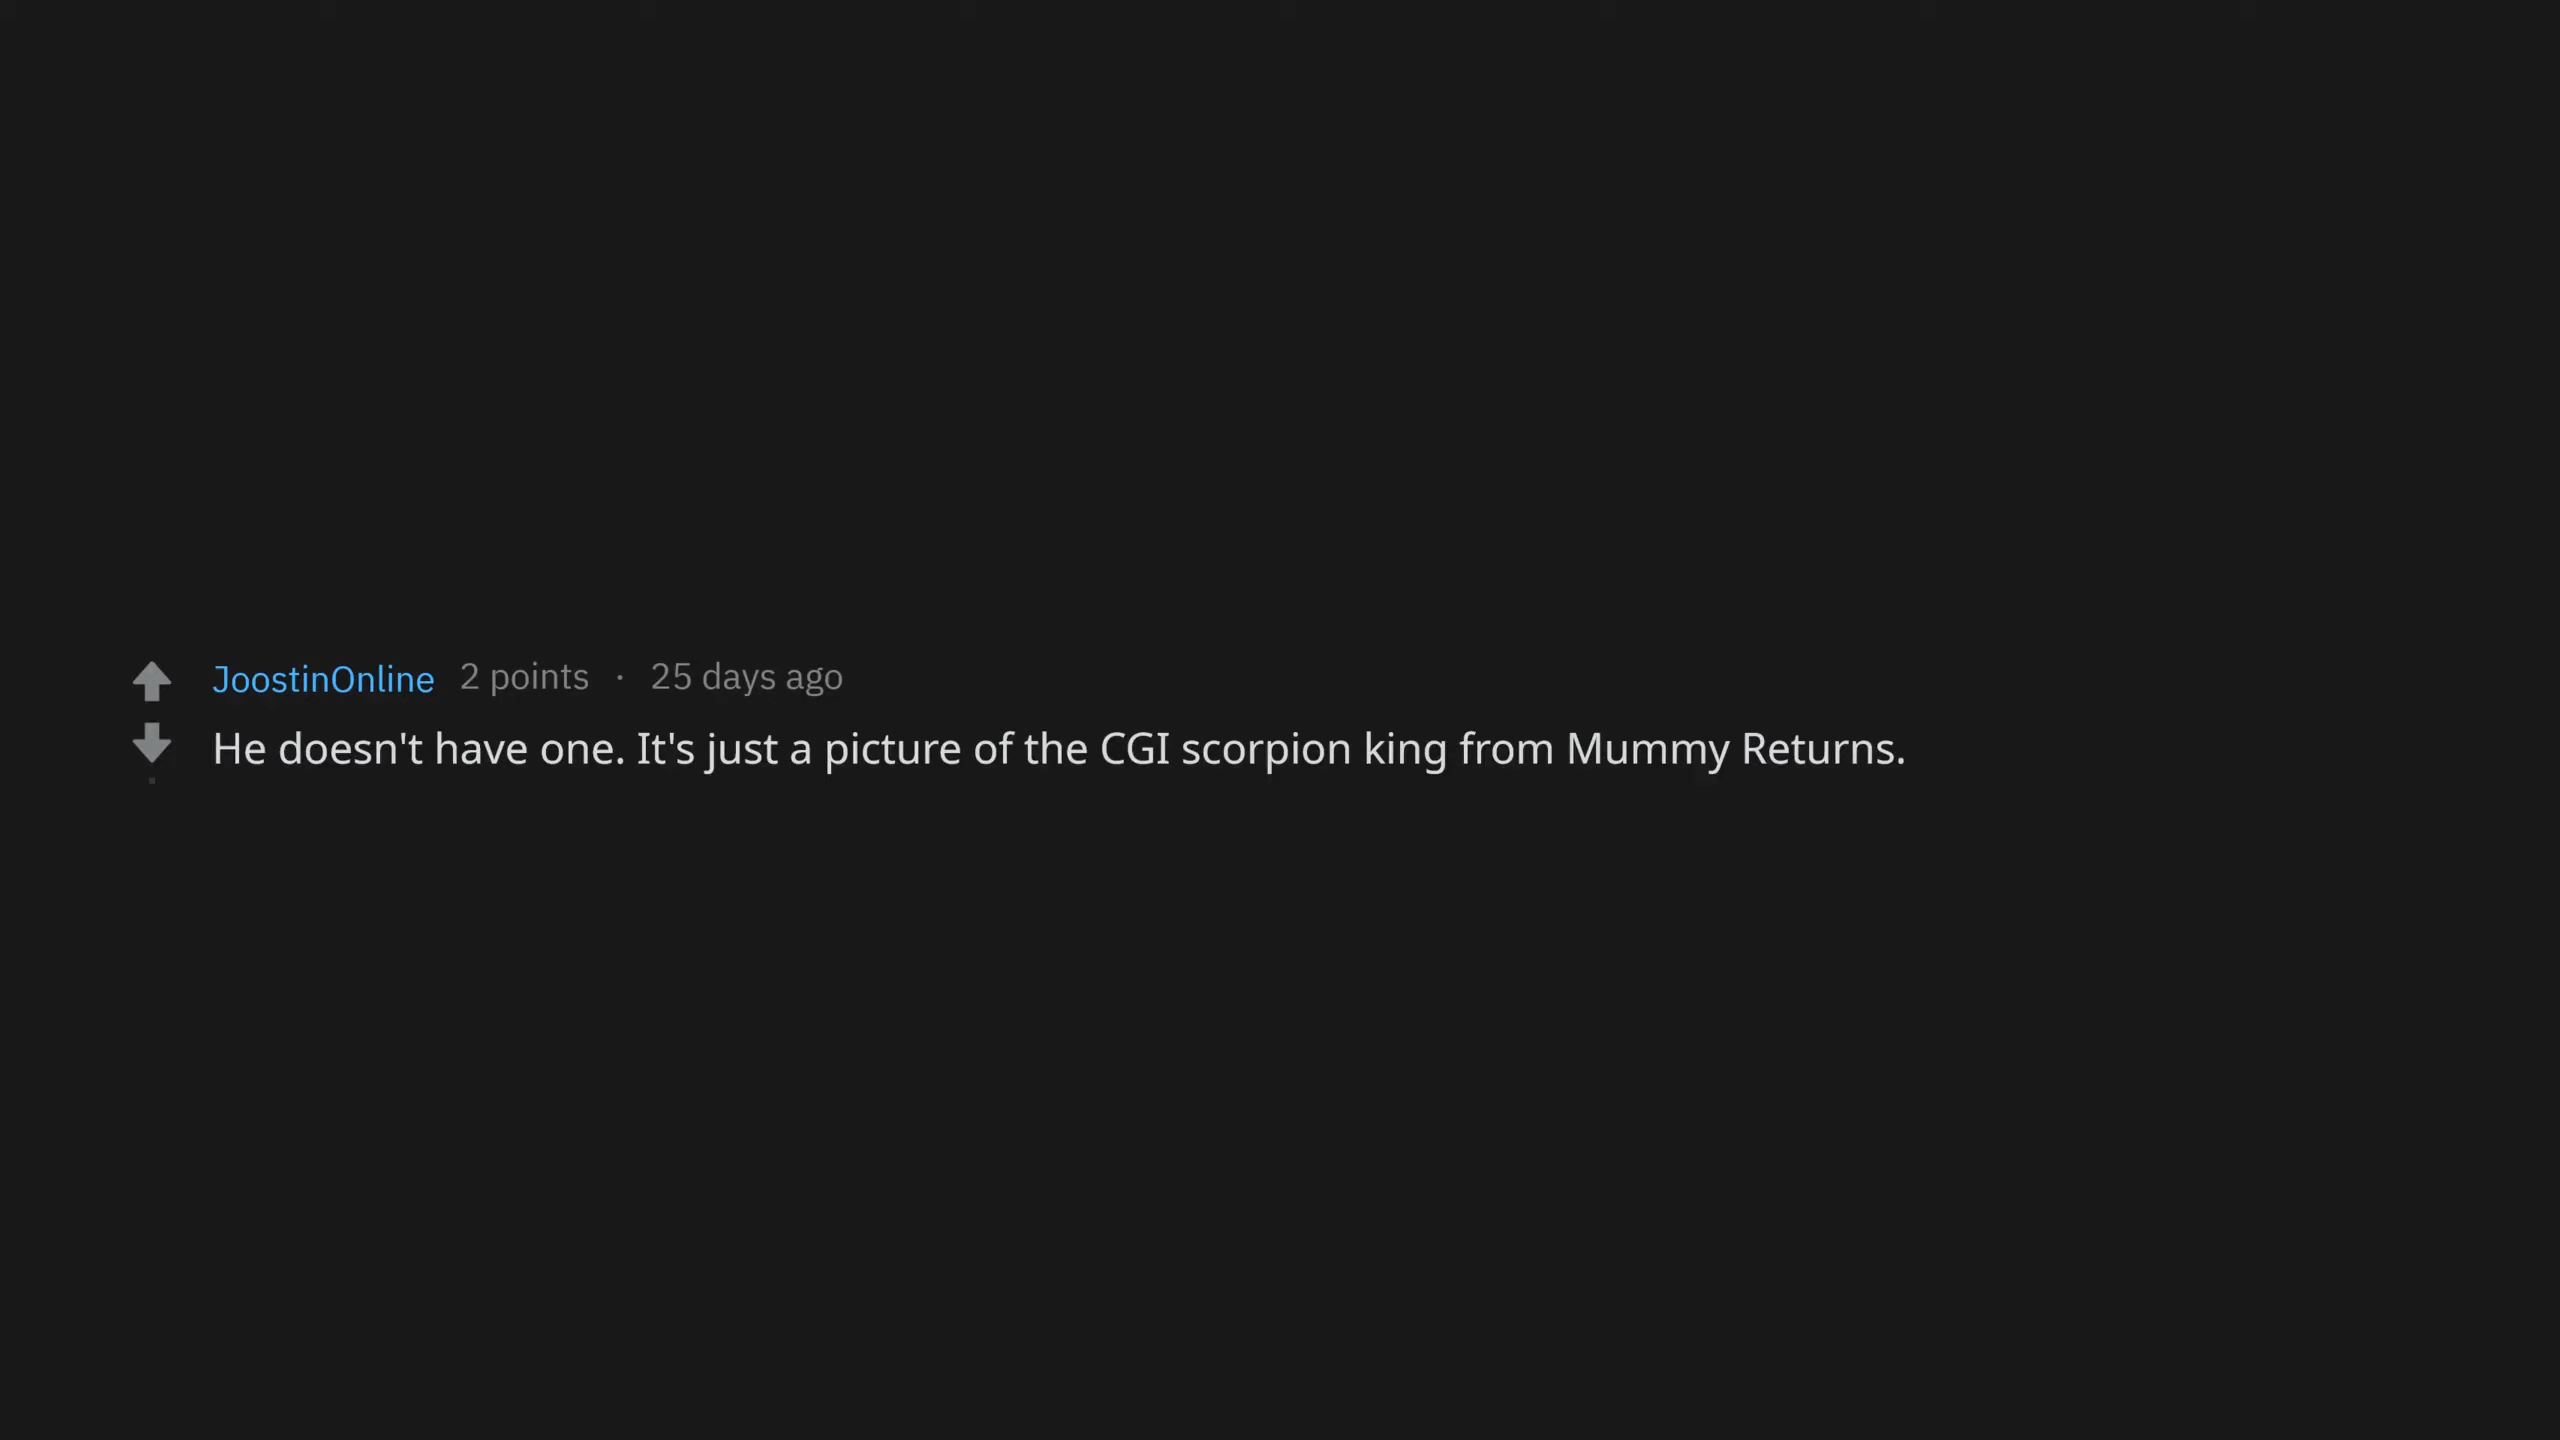 JoostinOnline 2 points · 25 days ago
He doesn't have one. It's just a picture of the CGI scorpion king from Mummy Returns.